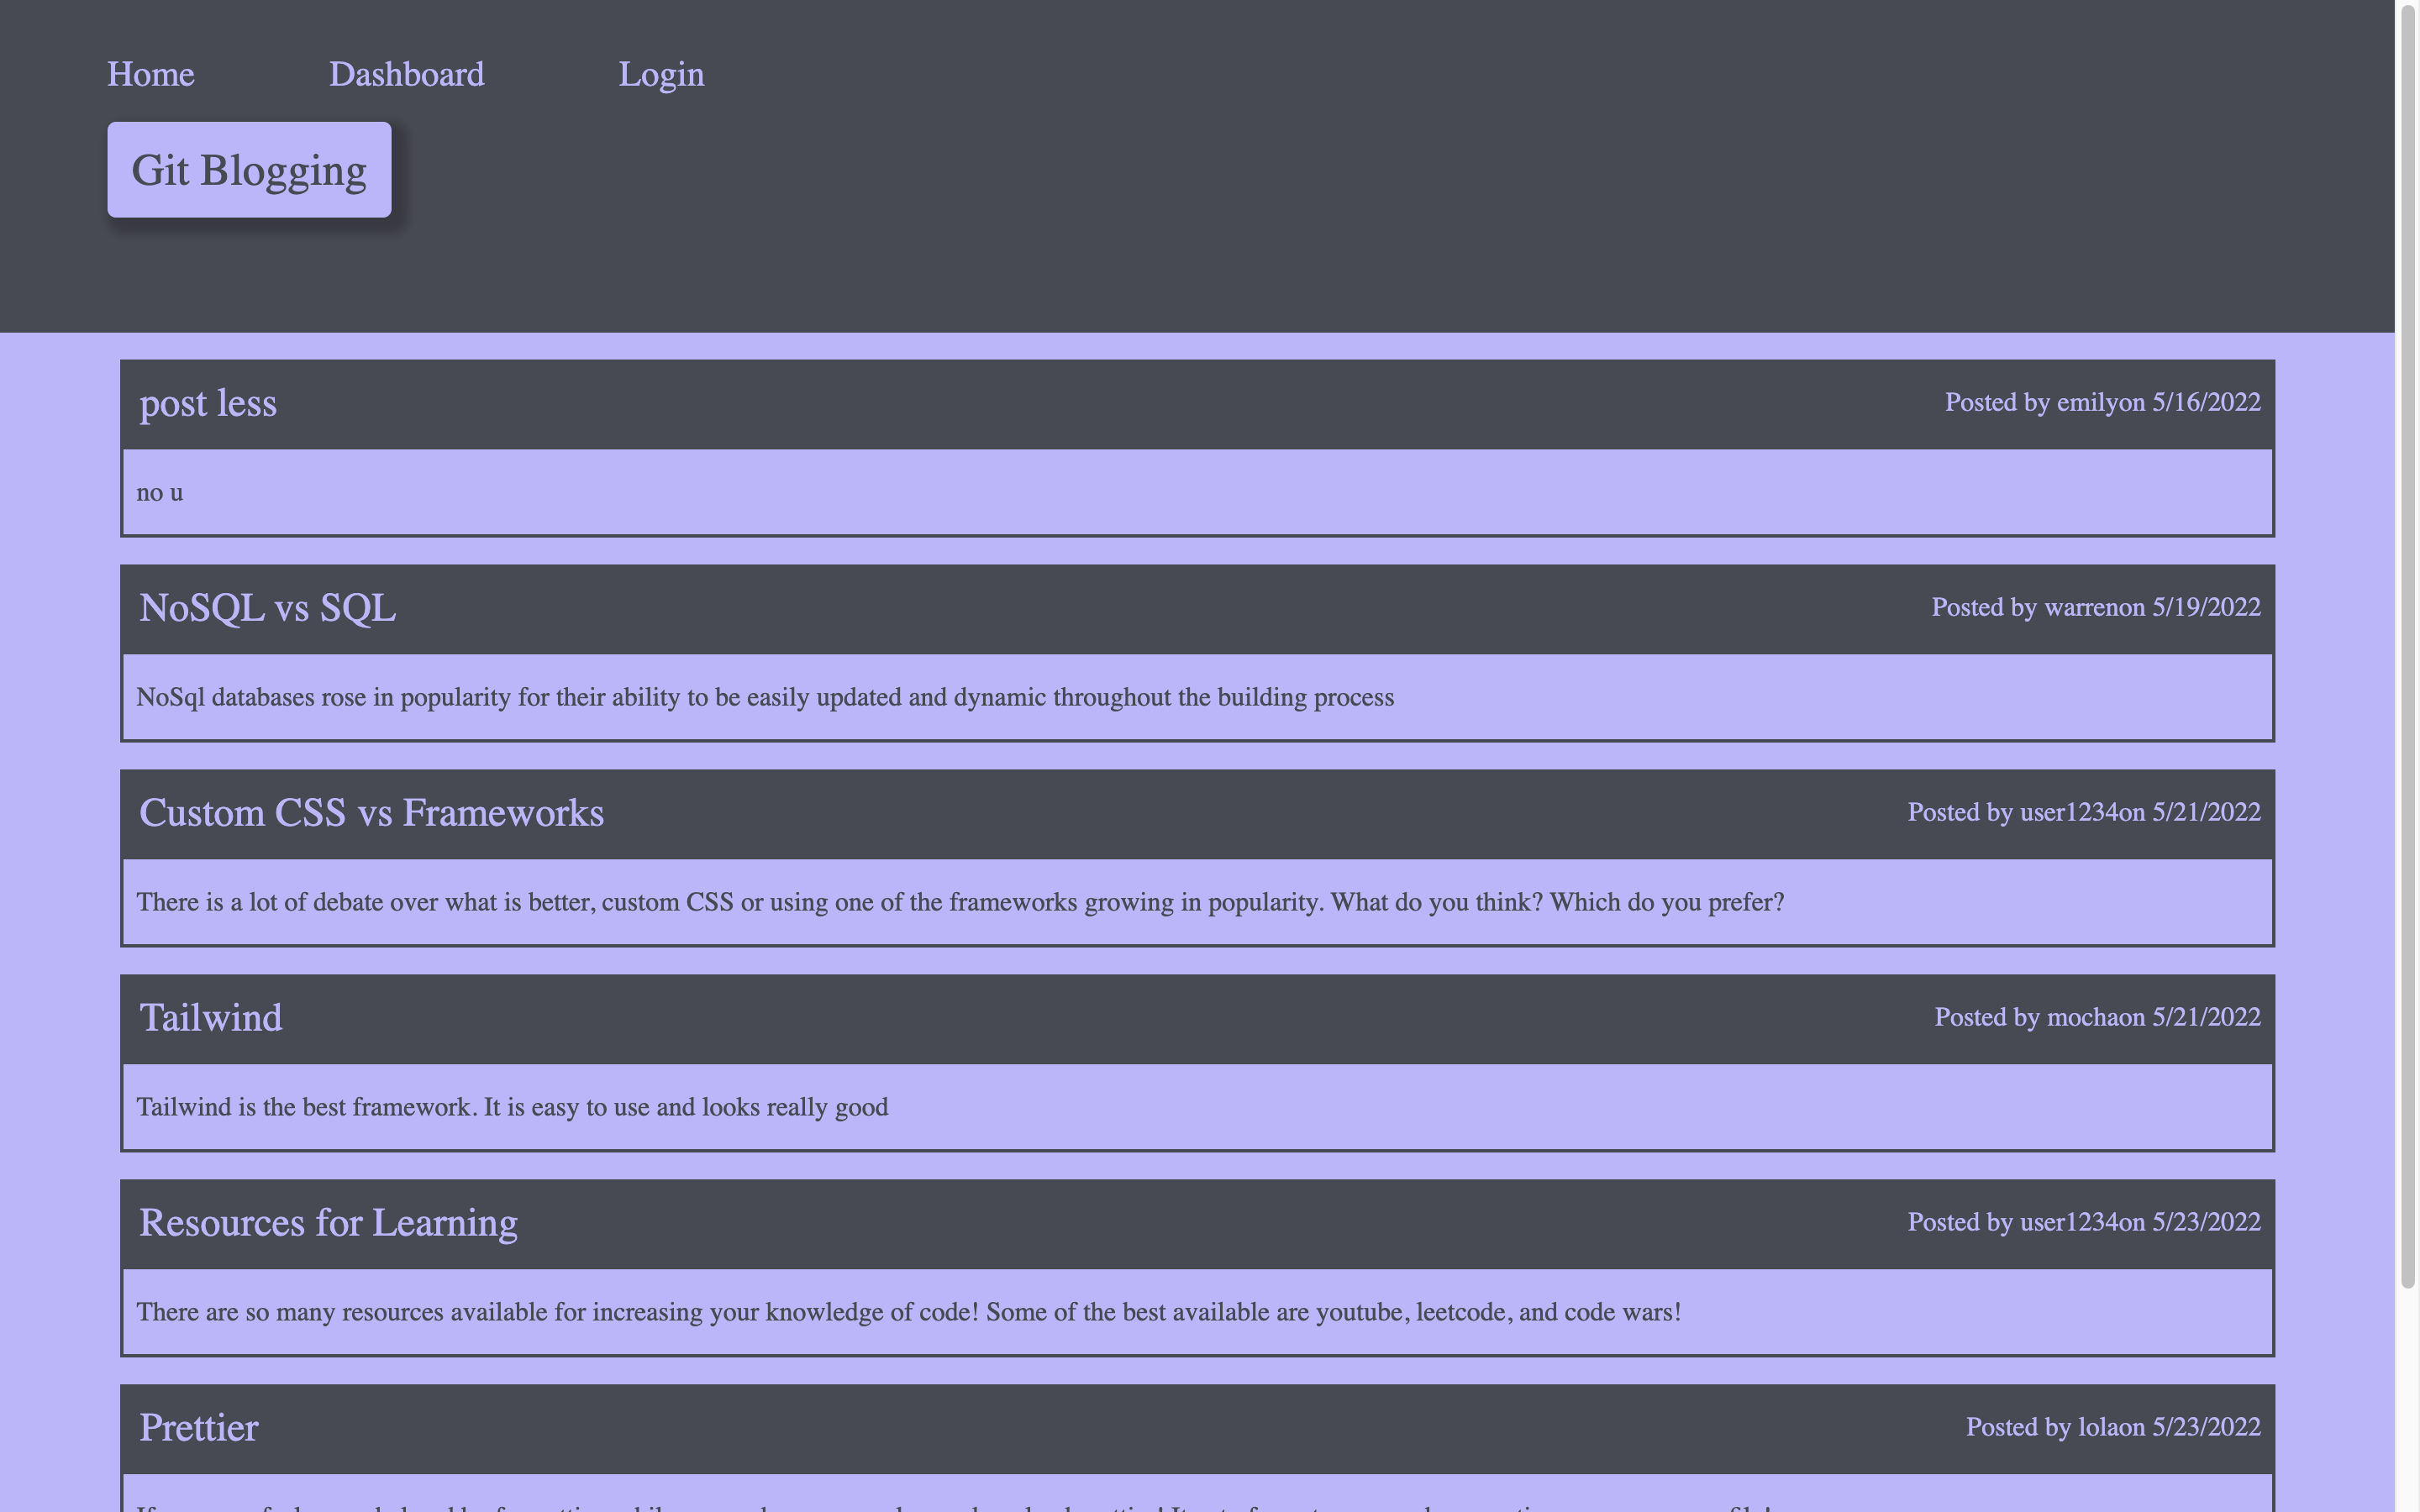 Home Dashboard Login
Git Blogging
post less Posted by emilyon 5/16/2022
no u
NoSQL vs SQL Posted by warrenon 5/19/2022
NoSql databases rose in popularity for their ability to be easily updated and dynamic throughout the building process
Custom CSS vs Frameworks Posted by user1234on 5/21/2022
There is a lot of debate over what is better, custom CSS or using one of the frameworks growing in popularity. What do you think? Which do you prefer?
Tailwind Posted by mochaon 5/21/2022
Tailwind is the best framework. It is easy to use and looks really good
Resources for Learning Posted by user1234on 5/23/2022
There are so many resources available for increasing your knowledge of code! Some of the best available are youtube, leetcode, and code wars!
Prettier Posted by lolaon 5/23/2022